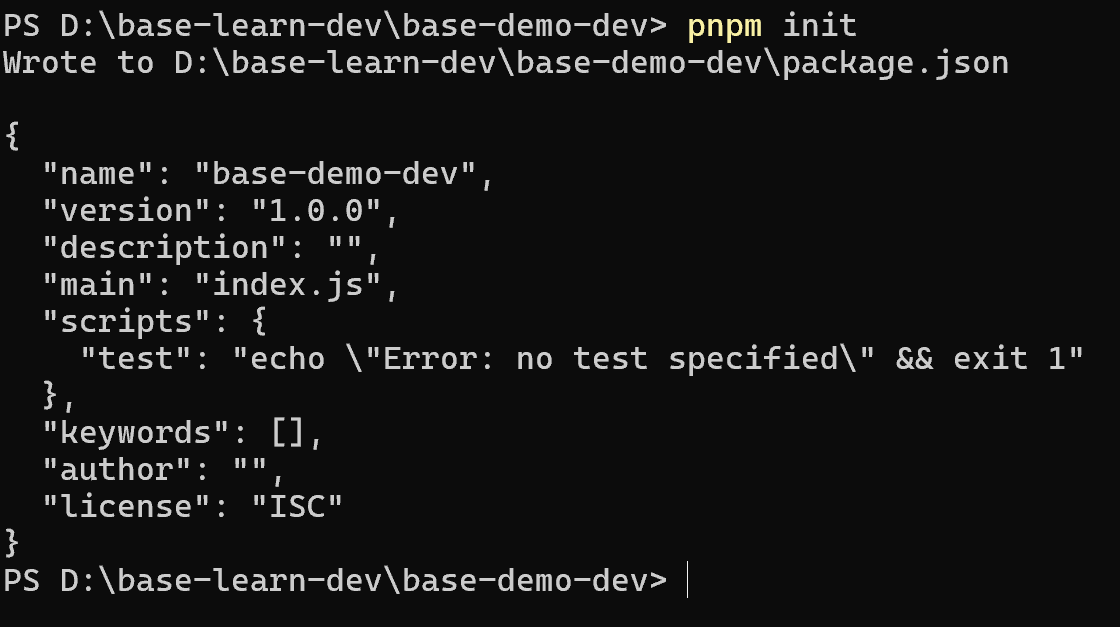 PS D:\base-learn-dev\base-demo-dev> pnpm init
Wrote to D:\base-learn-dev\base-demo-dev\package.json

{
  "name": "base-demo-dev",
  "version": "1.0.0",
  "description": "",
  "main": "index.js",
  "scripts": {
    "test": "echo \"Error: no test specified\" && exit 1"
  },
  "keywords": [],
  "author": "",
  "license": "ISC"
}
PS D:\base-learn-dev\base-demo-dev>